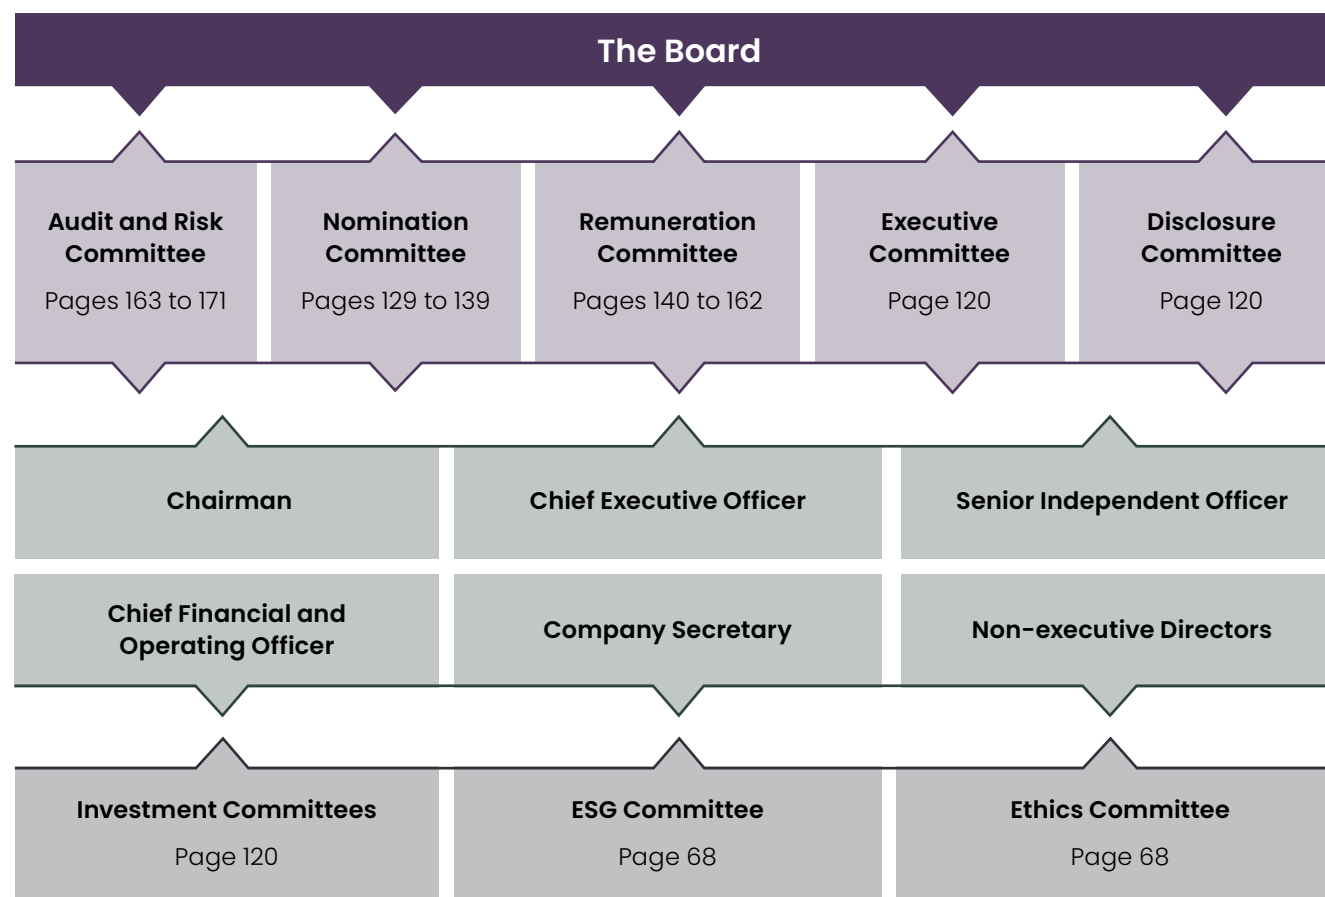 The Board
Audit and Risk
Committee
Pages 163 to 171
Nomination
Committee
Pages 129 to 139
Remuneration
Committee
Pages 140 to 162
Executive
Committee
Page 120
Disclosure
Committee
Page 120
Chairman
Chief Executive Officer
Senior Independent Officer
Chief Financial and
Operating Officer
Company Secretary
Non-executive Directors
Investment Committees
Page 120
ESG Committee
Page 68
Ethics Committee
Page 68